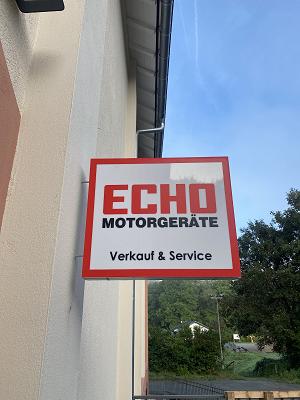 ECHO
MOTORGERÄTE
Verkauf & Service